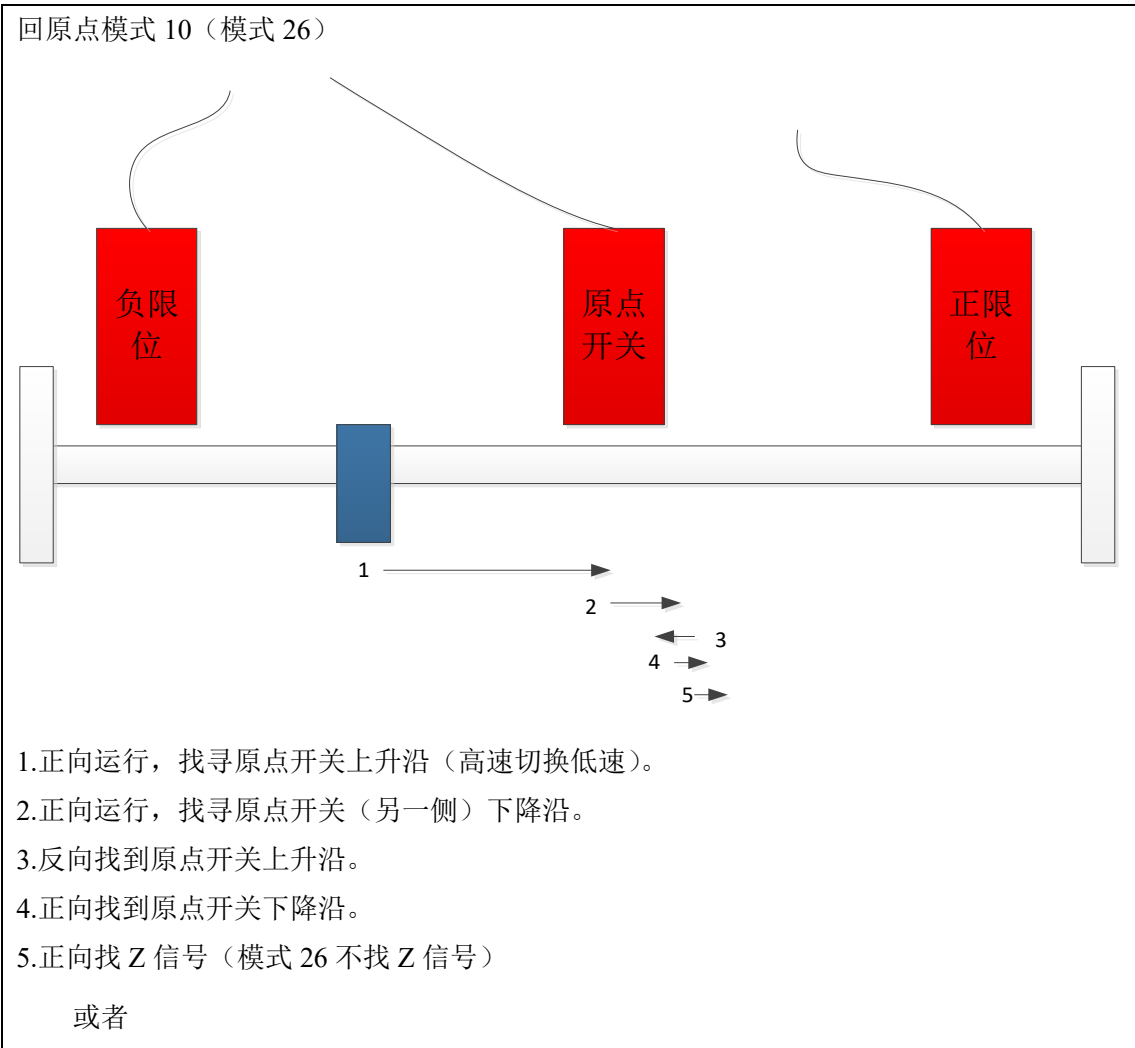 回原点模式 10（模式 26）
负限
位
原点
开关
正限
位
1
2
3
4
5
1.正向运行，找寻原点开关上升沿（高速切换低速）。
2.正向运行，找寻原点开关（另一侧）下降沿。
3.反向找到原点开关上升沿。
4.正向找到原点开关下降沿。
5.正向找 Z 信号（模式 26 不找 Z 信号）
或者